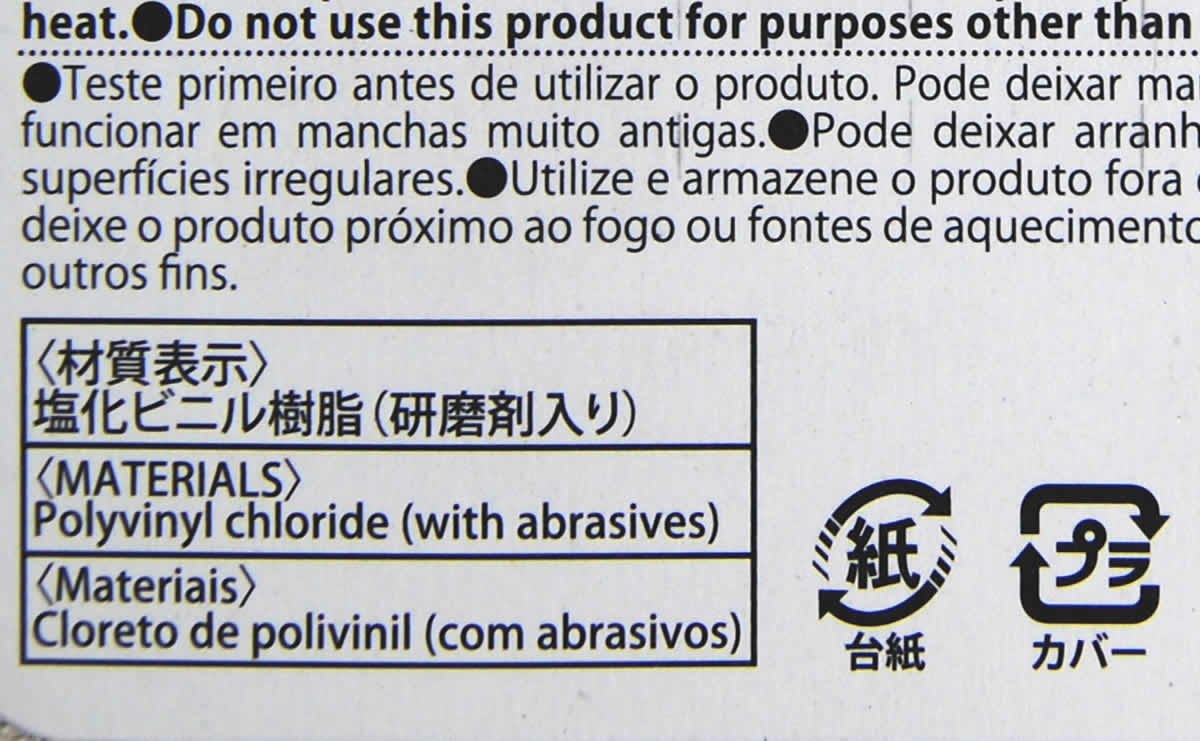 heat.●Do not use this product for purposes other than
●Teste primeiro antes de utilizar o produto. Pode deixar
funcionar em manchas muito antigas.●Pode deixar
superfícies irregulares.●Utilize e armazene o produto fora
deixe o produto próximo ao fogo ou fontes de aquecimento
outros fins.
〈材質表示〉
塩化ビニル樹脂(研磨剤入り)
〈MATERIALS〉
Polyvinyl chloride (with abrasives)
〈Materiais〉
Cloreto de polivinil (com abrasivos)
紙
台紙
プラ
カバー